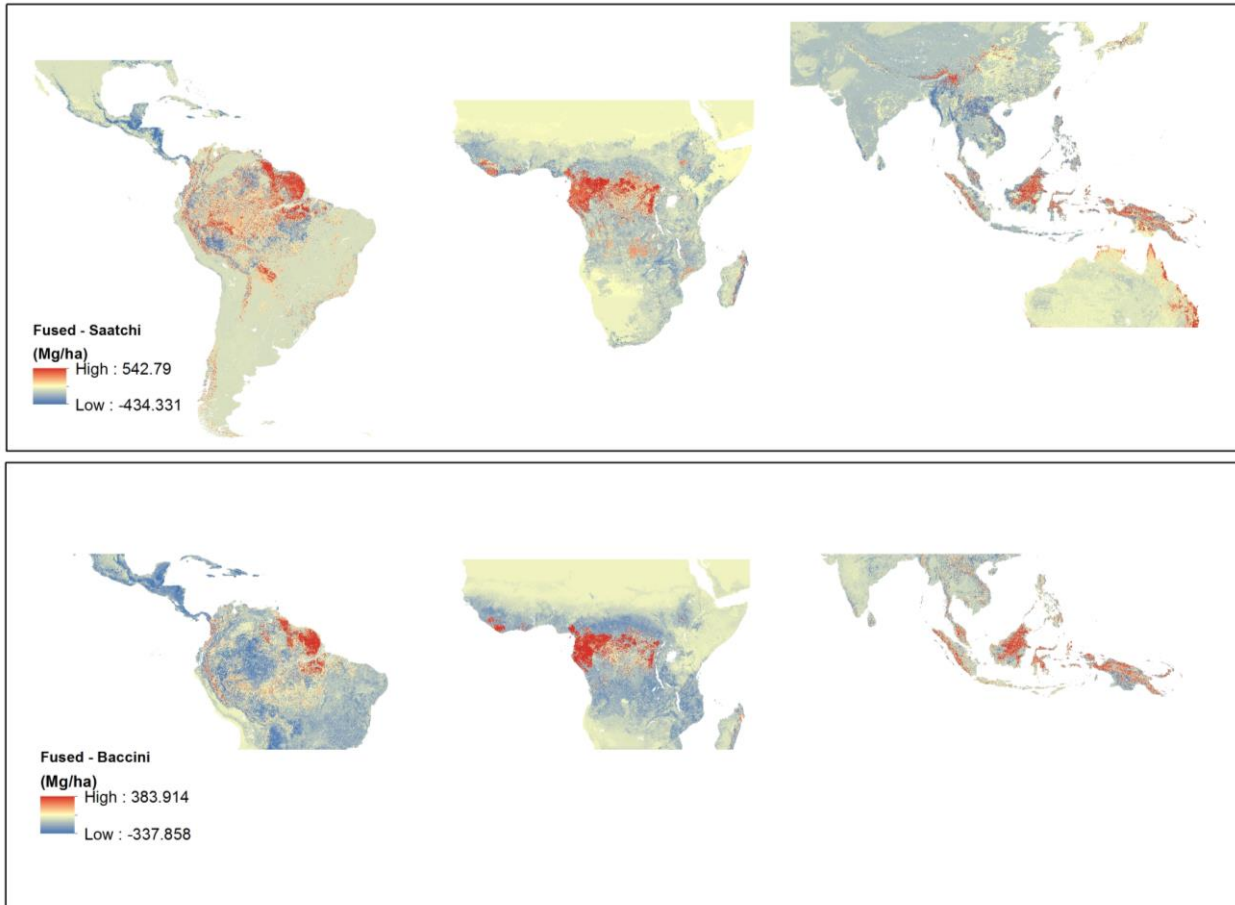 Fused - Saatchi
(Mg/ha)
High : 542.79
Low : -434.331
Fused - Baccini
(Mg/ha)
High : 383.914
Low : -337.858